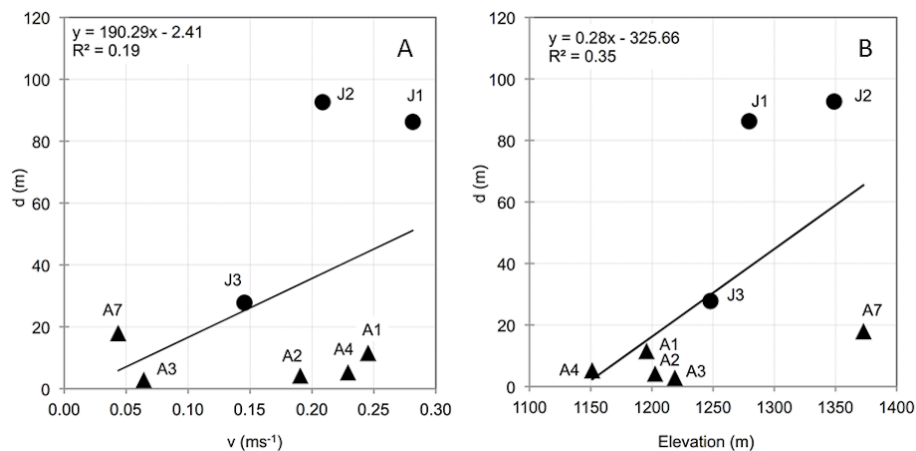 y = 190.29x - 2.41
R² = 0.19
A
120
100
80
60
40
20
0
d (m)
J2
J1
J3
A7
A3
A2
A4
A1
0.00 0.05 0.10 0.15 0.20 0.25 0.30
v (ms⁻¹)
y = 0.28x - 325.66
R² = 0.35
B
120
100
80
60
40
20
0
d (m)
J1
J2
J3
A7
A4
A1
A2
A3
1100 1150 1200 1250 1300 1350 1400
Elevation (m)